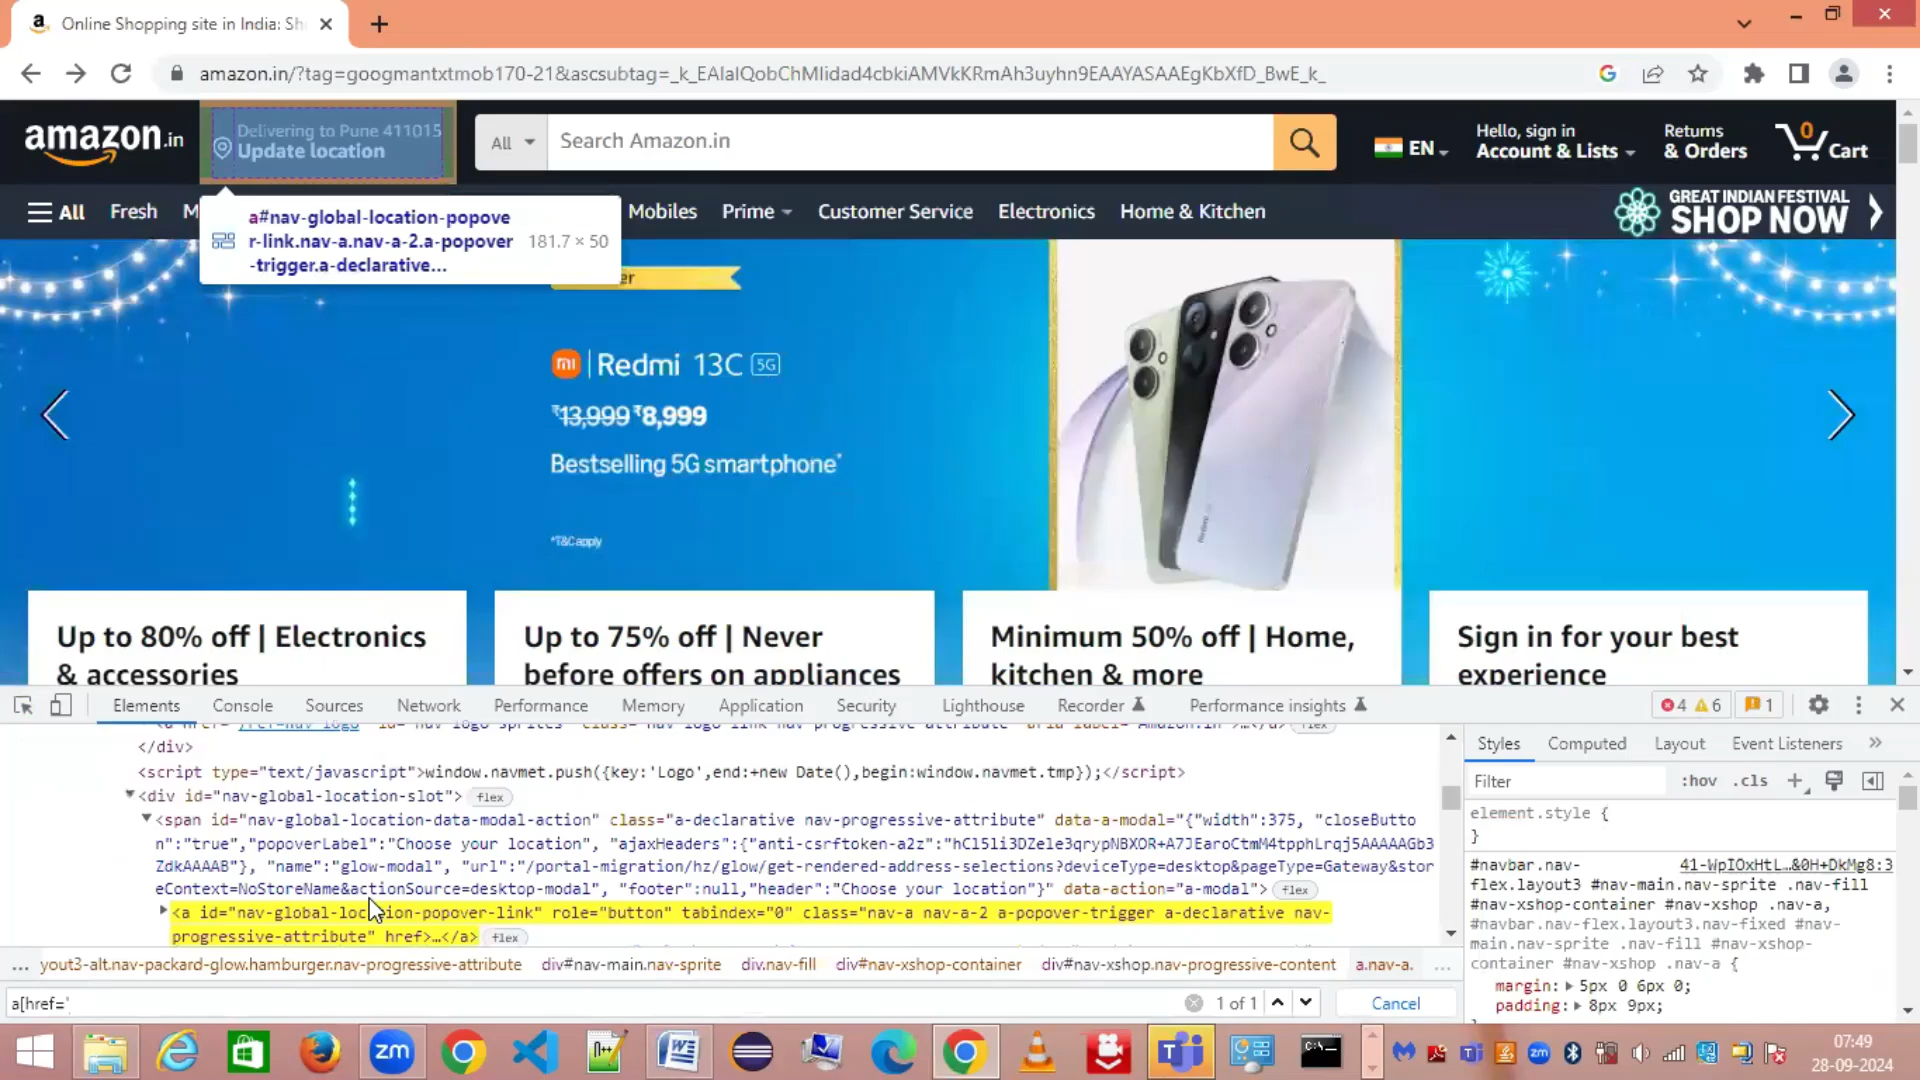 Online Shopping site in India: Sh
amazon.in/?tag=googmantxtmob170-21&ascsubtag=_k_EAIaIQobChMIidad4cbkiAMVkKRmAh3uyhn9EAAYASAAEgKbXfD_BwE_k_
amazon.in
Delivering to Pune 411015
Update location
All
Search Amazon.in
EN
Hello, sign in
Account & Lists
Returns
& Orders
0
Cart
All
Fresh
M
Mobiles
Prime
Customer Service
Electronics
Home & Kitchen
GREAT INDIAN FESTIVAL
SHOP NOW
a#nav-global-location-popove
r-link.nav-a.nav-a-2.a-popover
-trigger.a-declarative...
181.7 × 50
er
mi
Redmi 13C 5G
₹13,999 ₹8,999
Bestselling 5G smartphone*
*T&C apply
Up to 80% off | Electronics
& accessories
Up to 75% off | Never
before offers on appliances
Minimum 50% off | Home,
kitchen & more
Sign in for your best
experience
Elements
Console
Sources
Network
Performance
Memory
Application
Security
Lighthouse
Recorder
Performance insights
4
6
1
</div>
<script type="text/javascript">window.navmet.push({key:'Logo',end:+new Date(),begin:window.navmet.tmp});</script>
<div id="nav-global-location-slot"> flex
<span id="nav-global-location-data-modal-action" class="a-declarative nav-progressive-attribute" data-a-modal="{"width":375, "closeButto
n":"true","popoverLabel":"Choose your location", "ajaxHeaders":{"anti-csrftoken-a2z":"hCl5li3DZele3qrypNBXOR+A7JEaroCtmM4tpphLrqj5AAAAAGb3
ZdkAAAAB"}, "name":"glow-modal", "url":"/portal-migration/hz/glow/get-rendered-address-selections?deviceType=desktop&pageType=Gateway&stor
eContext=NoStoreName&actionSource=desktop-modal", "footer":null,"header":"Choose your location"}" data-action="a-modal"> flex
<a id="nav-global-location-popover-link" role="button" tabindex="0" class="nav-a nav-a-2 a-popover-trigger a-declarative nav-
progressive-attribute" href>…</a> flex
... yout3-alt.nav-packard-glow.hamburger.nav-progressive-attribute
div#nav-main.nav-sprite
div.nav-fill
div#nav-xshop-container
div#nav-xshop.nav-progressive-content
a.nav-a.
...
a[href='
1 of 1
Cancel
Styles
Computed
Layout
Event Listeners
»
Filter
:hov
.cls
element.style {
}
#navbar.nav-
41-WpIOxHtL…&0H+DkMg8:3
flex.layout3 #nav-main.nav-sprite .nav-fill
#nav-xshop-container #nav-xshop .nav-a,
#navbar.nav-flex.layout3.nav-fixed #nav-
main.nav-sprite .nav-fill #nav-xshop-
container #nav-xshop .nav-a {
margin: 5px 0 6px 0;
padding: 8px 9px;
zm
C:\_
07:49
28-09-2024